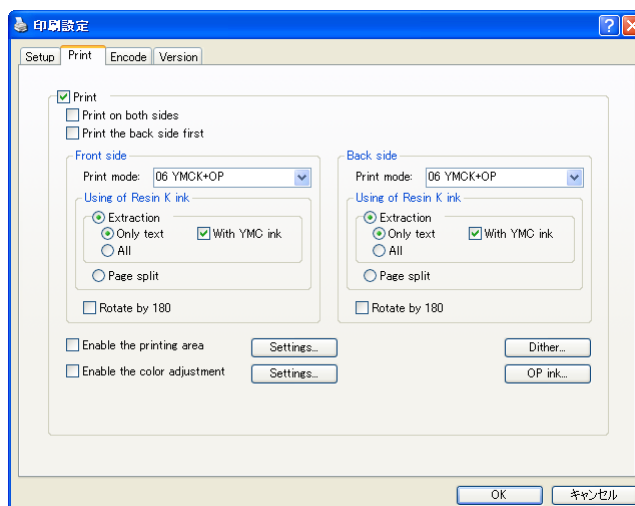 印刷設定
Setup Print Encode Version
Print
Print on both sides
Print the back side first
Front side
Print mode: 06 YMCK+OP
Using of Resin K ink
Extraction
Only text With YMC ink
All
Page split
Rotate by 180
Back side
Print mode: 06 YMCK+OP
Using of Resin K ink
Extraction
Only text With YMC ink
All
Page split
Rotate by 180
Enable the printing area Settings... Dither...
Enable the color adjustment Settings... OP ink...
OK キャンセル